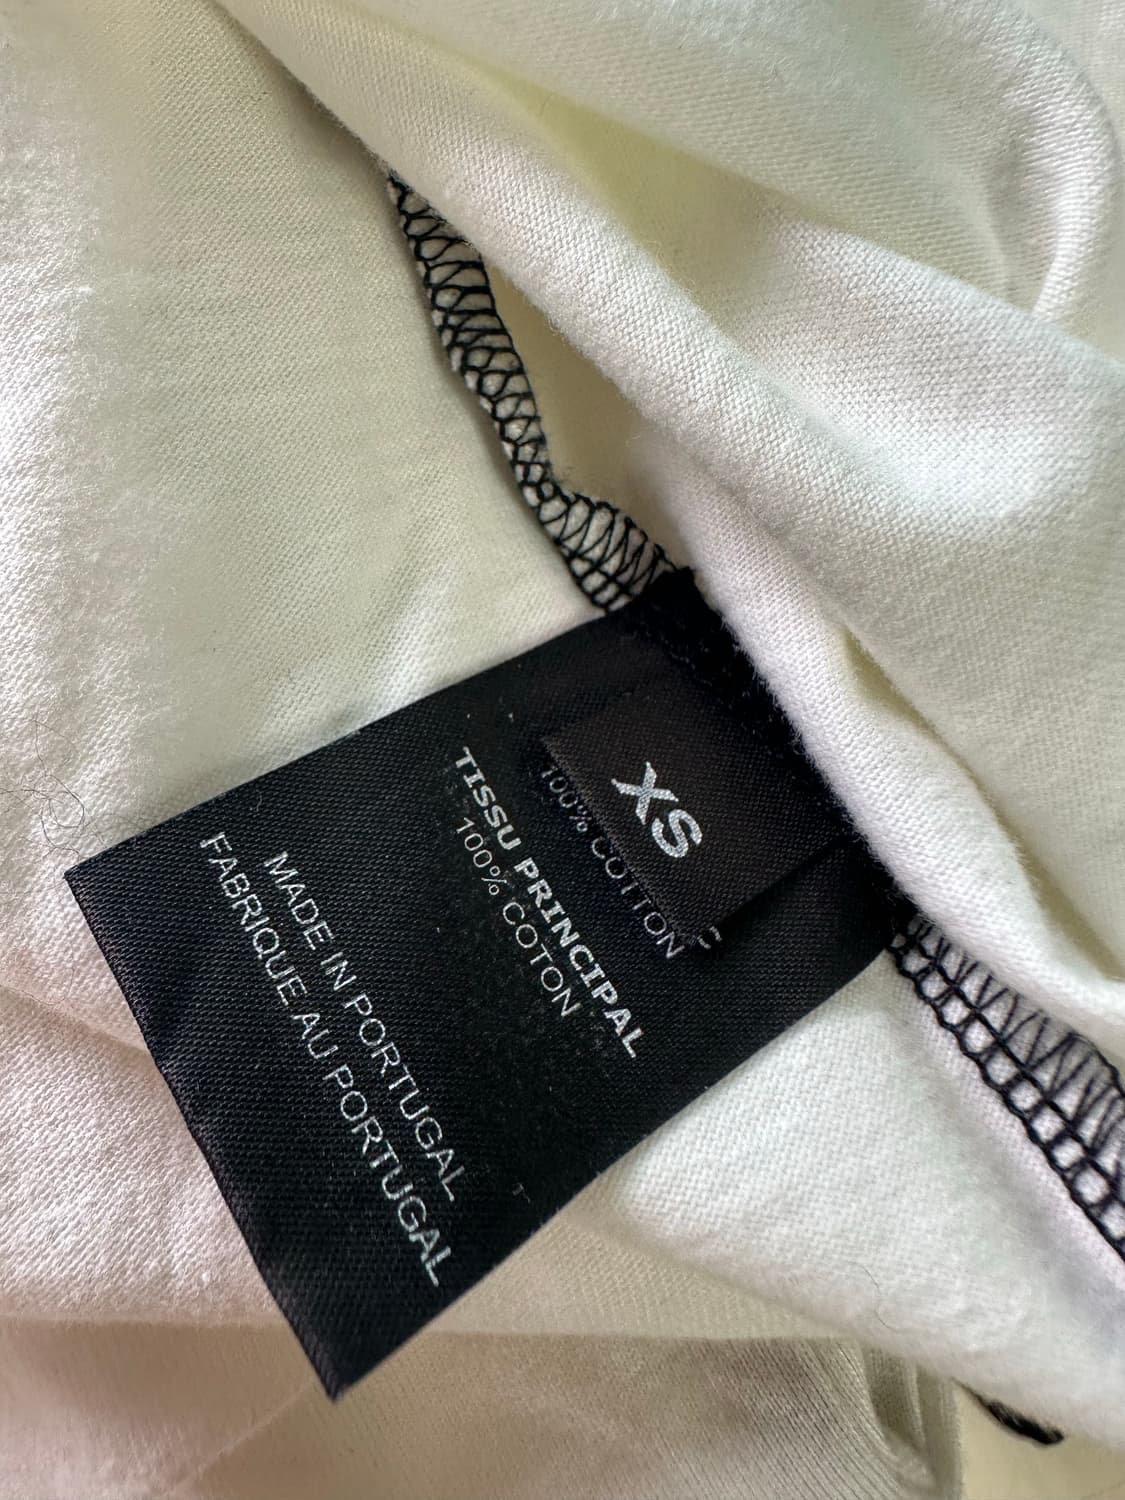 XS
100% COTTON
TISSU PRINCIPAL
100% COTON
MADE IN PORTUGAL
FABRIQUE AU PORTUGAL